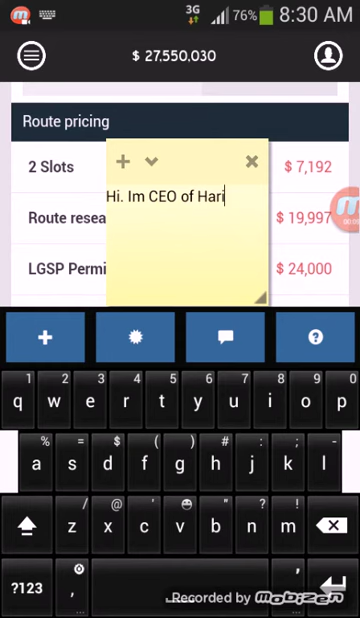 3G 76% 8:30 AM
$ 27,550,030
Route pricing
2 Slots $ 7,192
Hi. Im CEO of Hari
Route resea $ 19,997
LGSP Permi $ 24,000
1 2 3 4 5 6 7 8 9 0
q w e r t y u i o p
% = $ ( ) # : ; -
a s d f g h j k l
/ @ ' " ? !
z x c v b n m
?123 , ... ' ...
Recorded by Mobizen